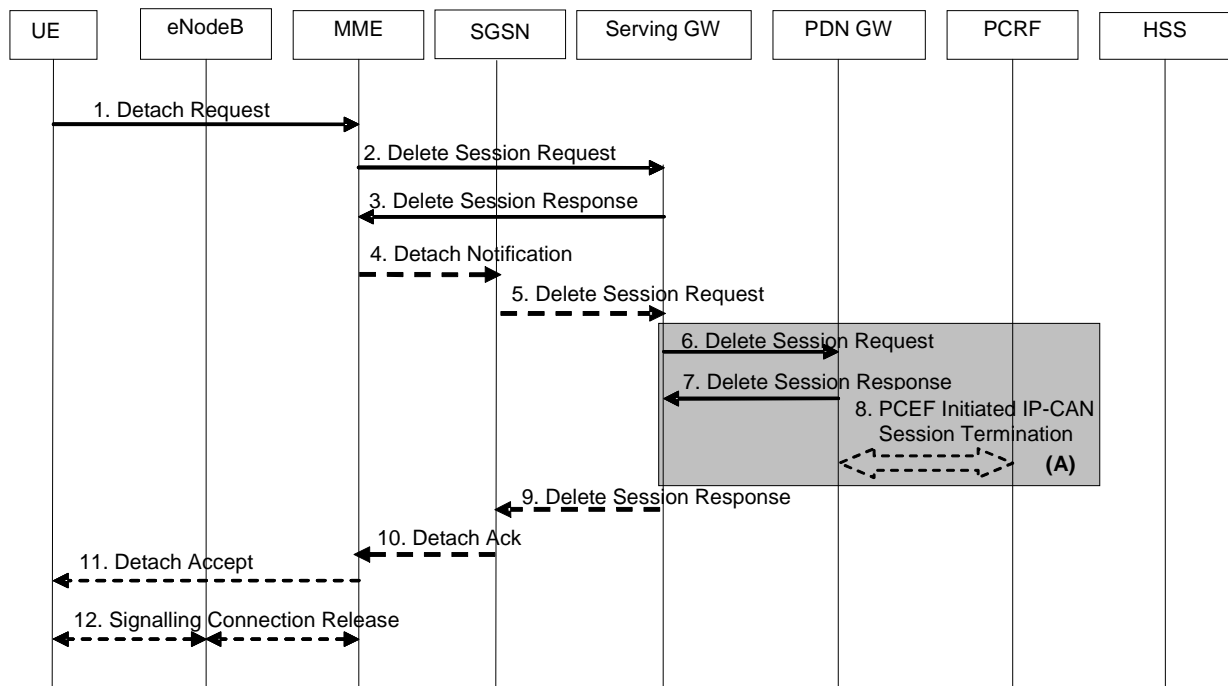 UE
eNodeB
MME
SGSN
Serving GW
PDN GW
PCRF
HSS
1. Detach Request
2. Delete Session Request
3. Delete Session Response
4. Detach Notification
5. Delete Session Request
6. Delete Session Request
7. Delete Session Response
8. PCEF Initiated IP-CAN
Session Termination
(A)
9. Delete Session Response
10. Detach Ack
11. Detach Accept
12. Signalling Connection Release